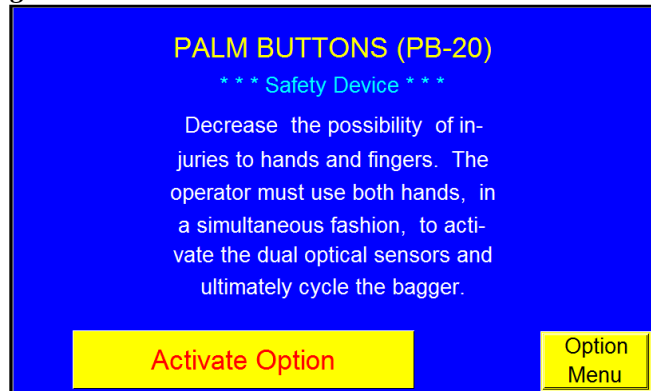 PALM BUTTONS (PB-20)
* * * Safety Device * * *
Decrease the possibility of in-
juries to hands and fingers. The
operator must use both hands, in
a simultaneous fashion, to acti-
vate the dual optical sensors and
ultimately cycle the bagger.
Activate Option
Option
Menu